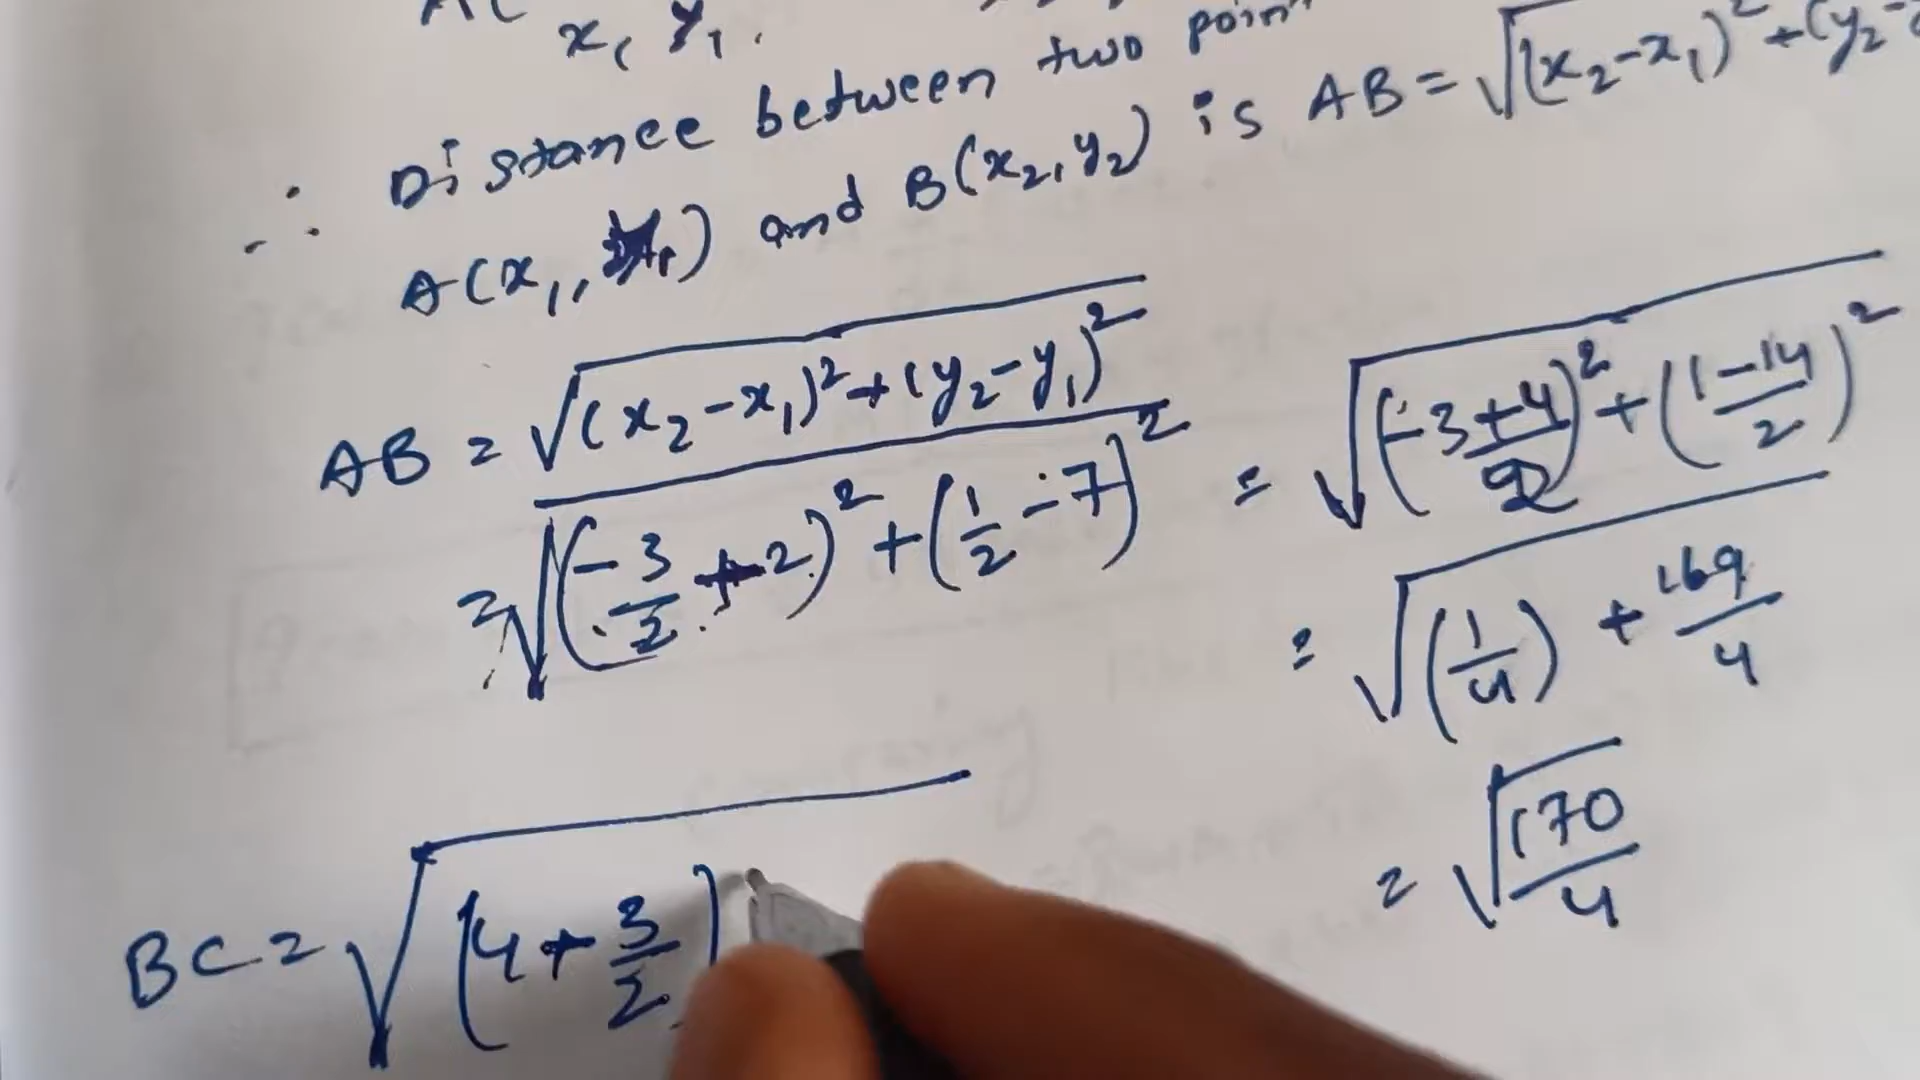 x₁ y₁.
∴ Distance between two point
A(x₁, y₁) and B(x₂, y₂) is AB = √(x₂-x₁)² + (y₂-
AB = √(x₂-x₁)² + (y₂-y₁)²
= √(-3/2 + 2)² + (1/2 - 7)² = √(-3+4/2)² + (1-14/2)²
= √(1/4) + 169/4
= √170/4
BC = √(4 + 3/2)